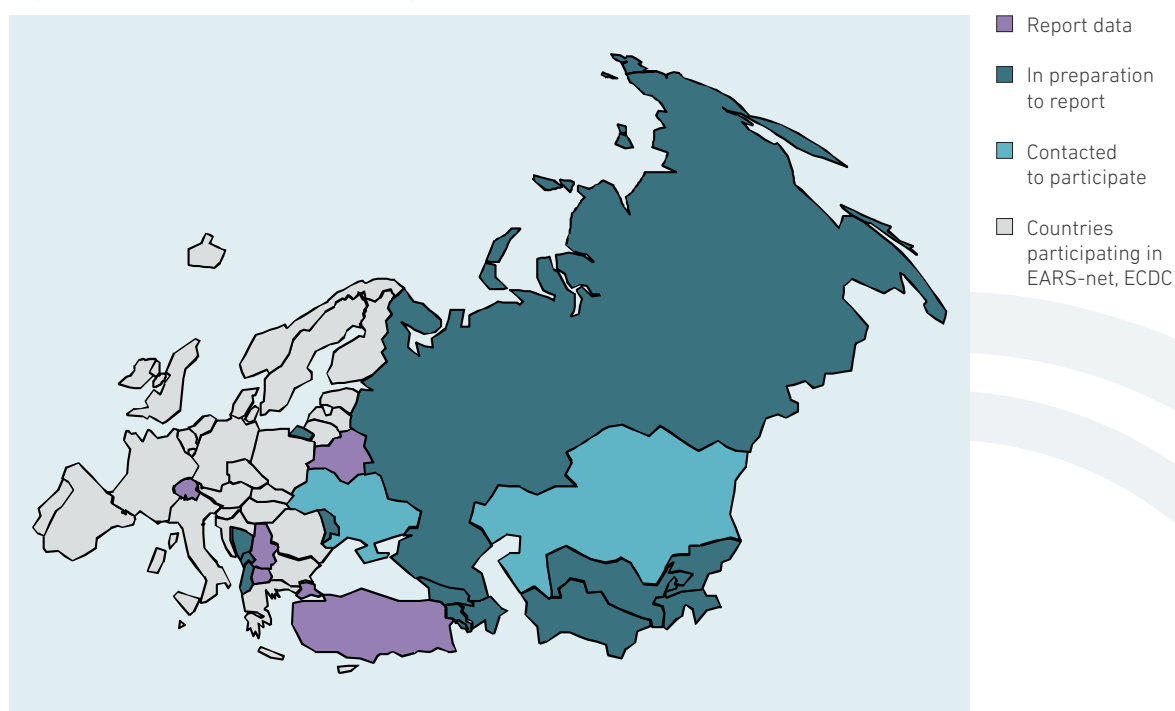 Report data
In preparation
to report
Contacted
to participate
Countries
participating in
EARS-net, ECDC